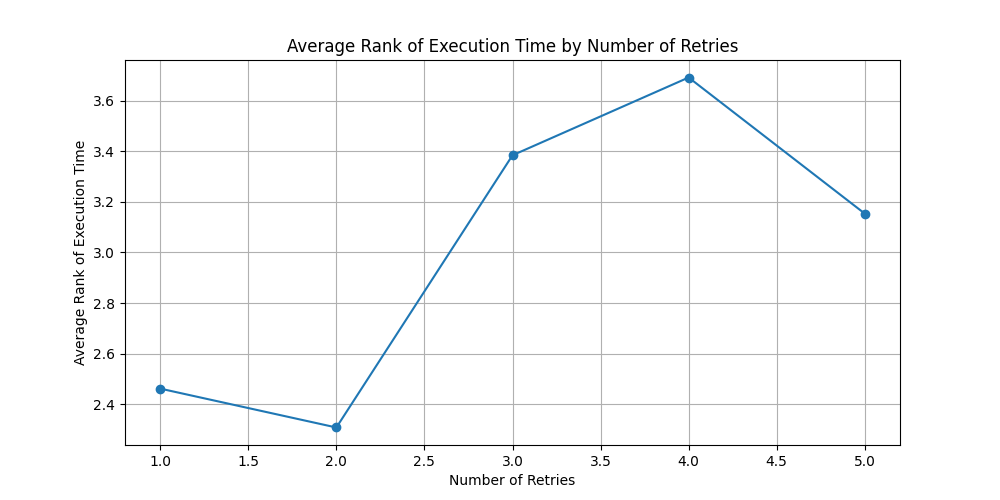 Average Rank of Execution Time by Number of Retries
Average Rank of Execution Time
3.6
3.4
3.2
3.0
2.8
2.6
2.4
1.0 1.5 2.0 2.5 3.0 3.5 4.0 4.5 5.0
Number of Retries